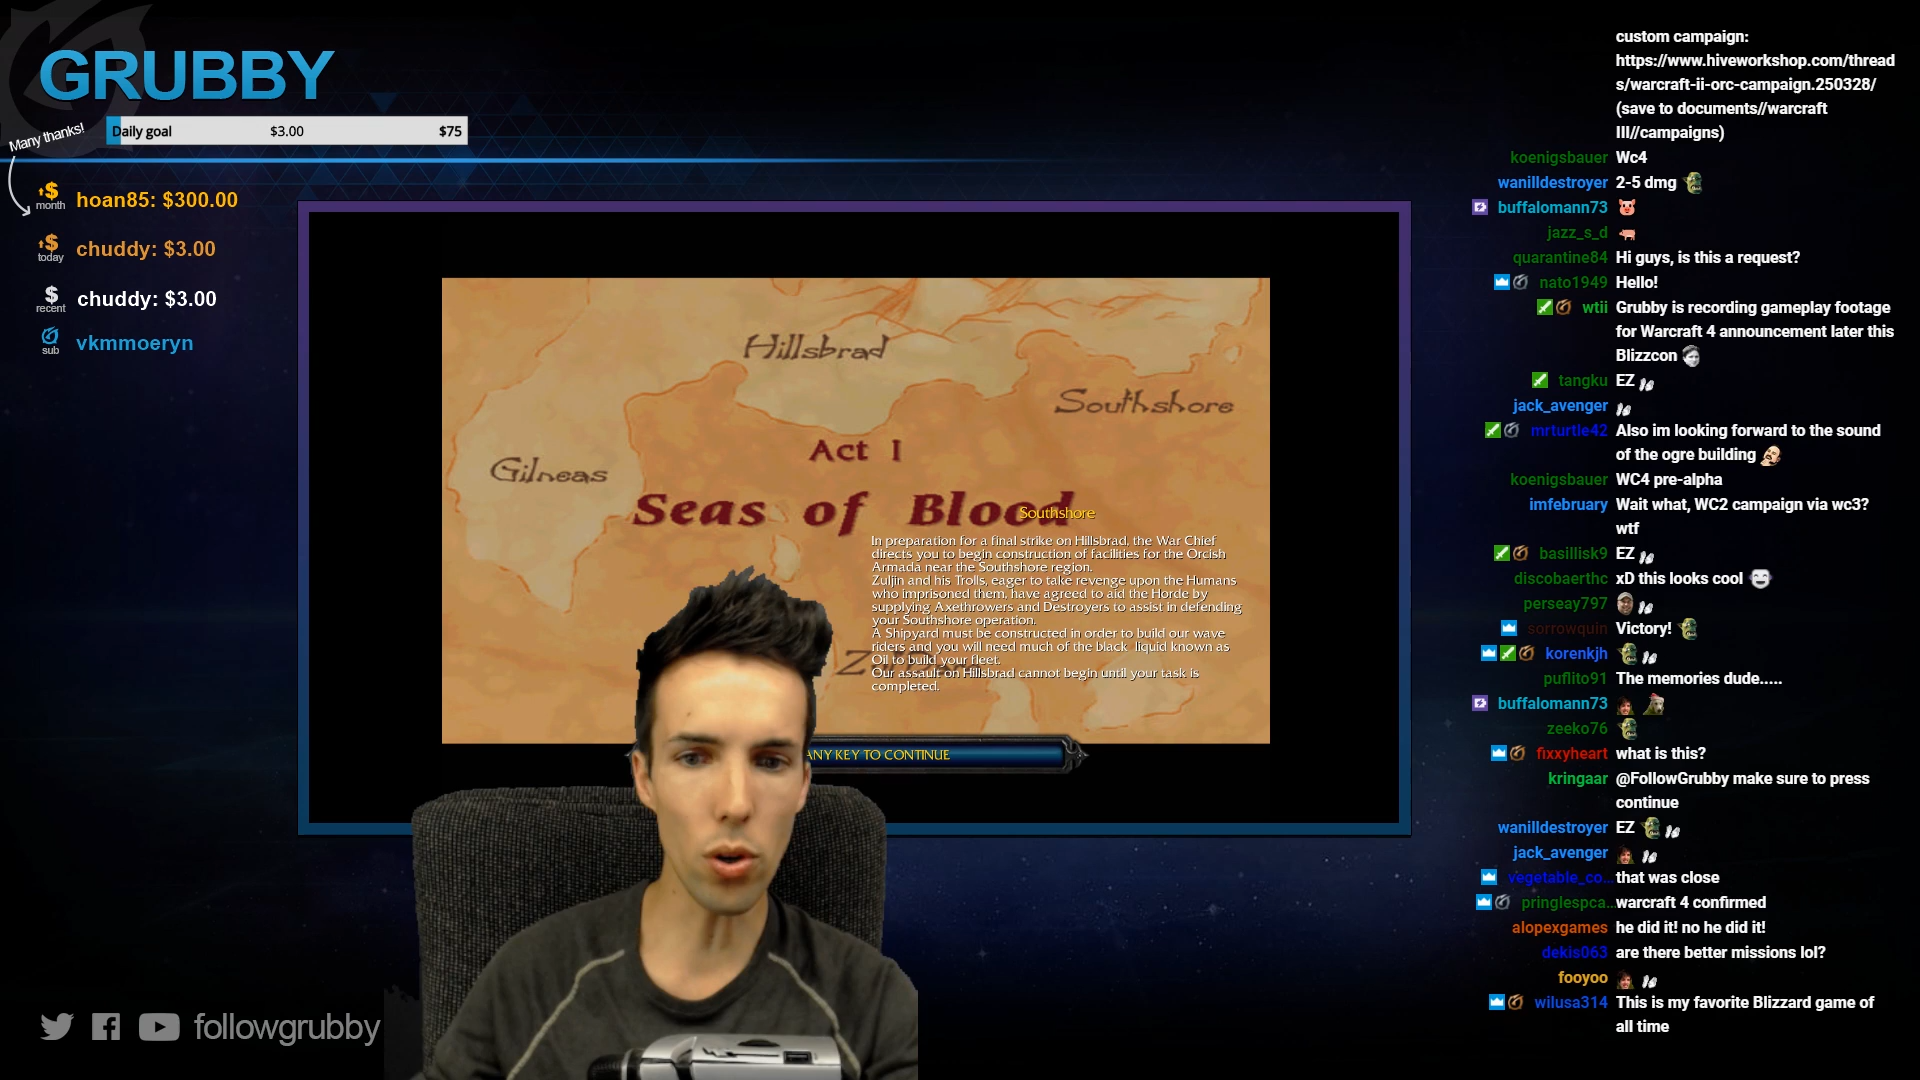 GRUBBY
Many thanks!
Daily goal $3.00 $75
$ month hoan85: $300.00
$ today chuddy: $3.00
$ recent chuddy: $3.00
sub vkmmoeryn
Hillsbrad
Southshore
Act I
Gilneas
Seas of Blood
Southshore
In preparation for a final strike on Hillsbrad, the War Chief
directs you to begin construction of facilities for the Orcish
Armada near the Southshore region.
Zuljin and his Trolls, eager to take revenge upon the Humans
who imprisoned them, have agreed to aid the Horde by
supplying Axethrowers and Destroyers to assist in defending
your Southshore operation.
A Shipyard must be constructed in order to build our wave
riders and you will need much of the black liquid known as
Oil to build your fleet.
Our assault on Hillsbrad cannot begin until your task is
completed.
ANY KEY TO CONTINUE
followgrubby
custom campaign:
https://www.hiveworkshop.com/thread
s/warcraft-ii-orc-campaign.250328/
(save to documents//warcraft
III//campaigns)
koenigsbauer Wc4
wanilldestroyer 2-5 dmg
buffalomann73
jazz_s_d
quarantine84 Hi guys, is this a request?
nato1949 Hello!
wtii Grubby is recording gameplay footage
for Warcraft 4 announcement later this
Blizzcon
tangku EZ
jack_avenger
mrturtle42 Also im looking forward to the sound
of the ogre building
koenigsbauer WC4 pre-alpha
imfebruary Wait what, WC2 campaign via wc3?
wtf
basillisk9 EZ
discobaerthc xD this looks cool
perseay797
sorrowquin Victory!
korenkjh
puflito91 The memories dude.....
buffalomann73
zeeko76
fixxyheart what is this?
kringaar @FollowGrubby make sure to press
continue
wanilldestroyer EZ
jack_avenger
vegetable_co... that was close
pringlespca... warcraft 4 confirmed
alopexgames he did it! no he did it!
dekis063 are there better missions lol?
fooyoo
wilusa314 This is my favorite Blizzard game of
all time